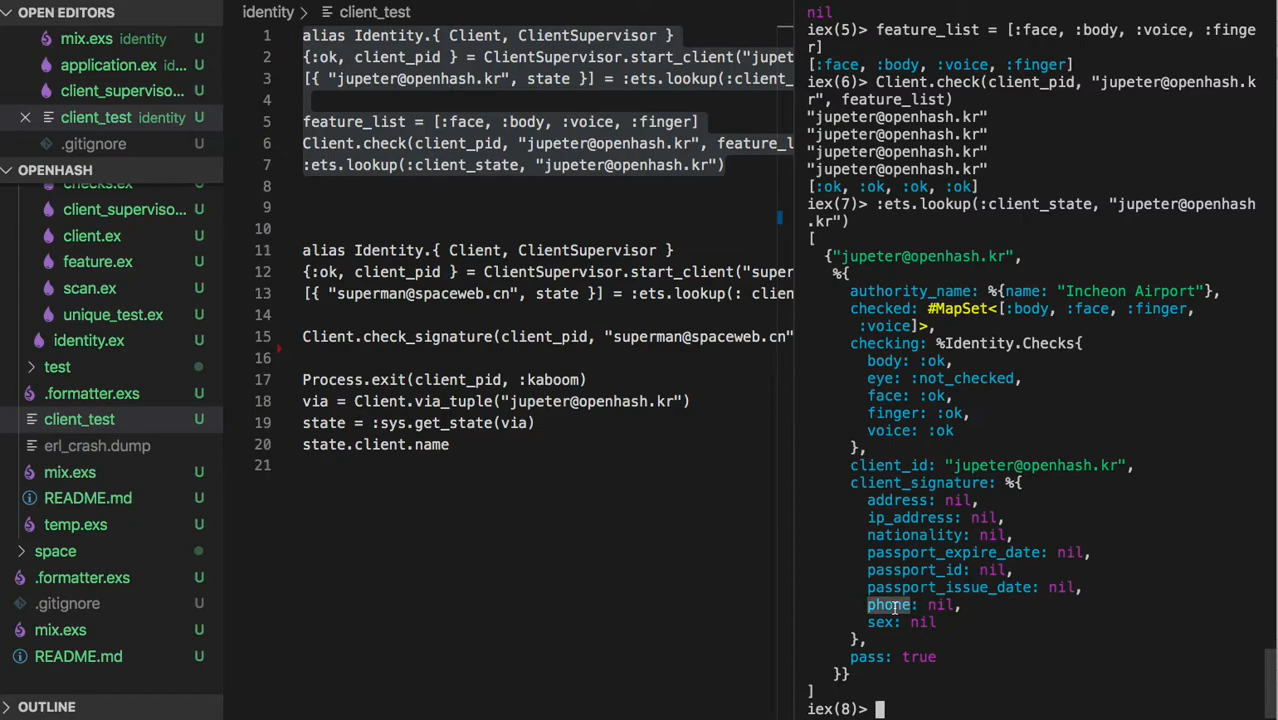 OPEN EDITORS
mix.exs identity U
application.ex id... U
client_superviso... U
client_test identity U
.gitignore
OPENHASH
checks.ex U
client_superviso... U
client.ex U
feature.ex U
scan.ex U
unique_test.ex U
identity.ex U
test
.formatter.exs U
client_test U
erl_crash.dump
mix.exs U
README.md U
temp.exs U
space
.formatter.exs U
.gitignore
mix.exs U
README.md U
OUTLINE
identity > client_test
1 alias Identity.{ Client, ClientSupervisor }
2 {:ok, client_pid } = ClientSupervisor.start_client("jupet
3 [{ "jupeter@openhash.kr", state }] = :ets.lookup(:client_
4
5 feature_list = [:face, :body, :voice, :finger]
6 Client.check(client_pid, "jupeter@openhash.kr", feature_l
7 :ets.lookup(:client_state, "jupeter@openhash.kr")
8
9
10
11 alias Identity.{ Client, ClientSupervisor }
12 {:ok, client_pid } = ClientSupervisor.start_client("super
13 [{ "superman@spaceweb.cn", state }] = :ets.lookup(: clien
14
15 Client.check_signature(client_pid, "superman@spaceweb.cn"
16
17 Process.exit(client_pid, :kaboom)
18 via = Client.via_tuple("jupeter@openhash.kr")
19 state = :sys.get_state(via)
20 state.client.name
21
nil
iex(5)> feature_list = [:face, :body, :voice, :finge
r]
[:face, :body, :voice, :finger]
iex(6)> Client.check(client_pid, "jupeter@openhash.k
r", feature_list)
"jupeter@openhash.kr"
"jupeter@openhash.kr"
"jupeter@openhash.kr"
"jupeter@openhash.kr"
[:ok, :ok, :ok, :ok]
iex(7)> :ets.lookup(:client_state, "jupeter@openhash
.kr")
[
{"jupeter@openhash.kr",
%{
authority_name: %{name: "Incheon Airport"},
checked: #MapSet<[:body, :face, :finger,
:voice]>,
checking: %Identity.Checks{
body: :ok,
eye: :not_checked,
face: :ok,
finger: :ok,
voice: :ok
},
client_id: "jupeter@openhash.kr",
client_signature: %{
address: nil,
ip_address: nil,
nationality: nil,
passport_expire_date: nil,
passport_id: nil,
passport_issue_date: nil,
phone: nil,
sex: nil
},
pass: true
}}
]
iex(8)>